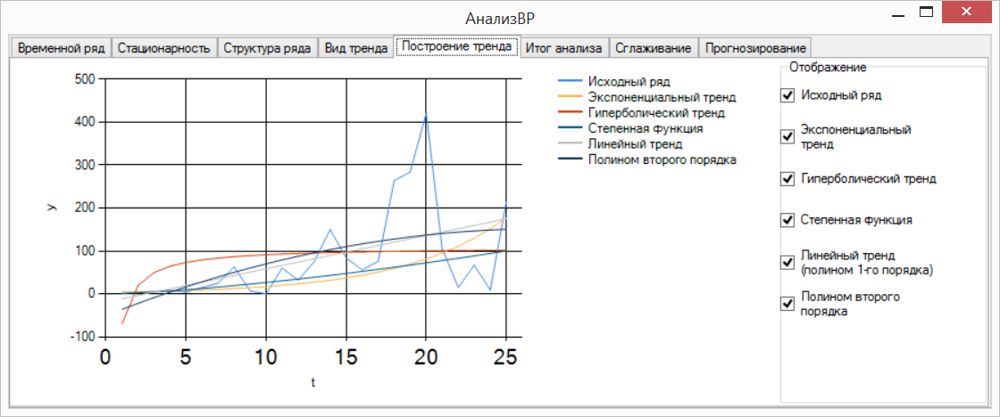 АнализВР
Временной ряд Стационарность Структура ряда Вид тренда Построение тренда Итог анализа Сглаживание Прогнозирование
500
400
300
200
100
0
-100
y
0 5 10 15 20 25
t
Исходный ряд
Экспоненциальный тренд
Гиперболический тренд
Степенная функция
Линейный тренд
Полином второго порядка
Отображение
Исходный ряд
Экспоненциальный
тренд
Гиперболический тренд
Степенная функция
Линейный тренд
(полином 1-го порядка)
Полином второго
порядка